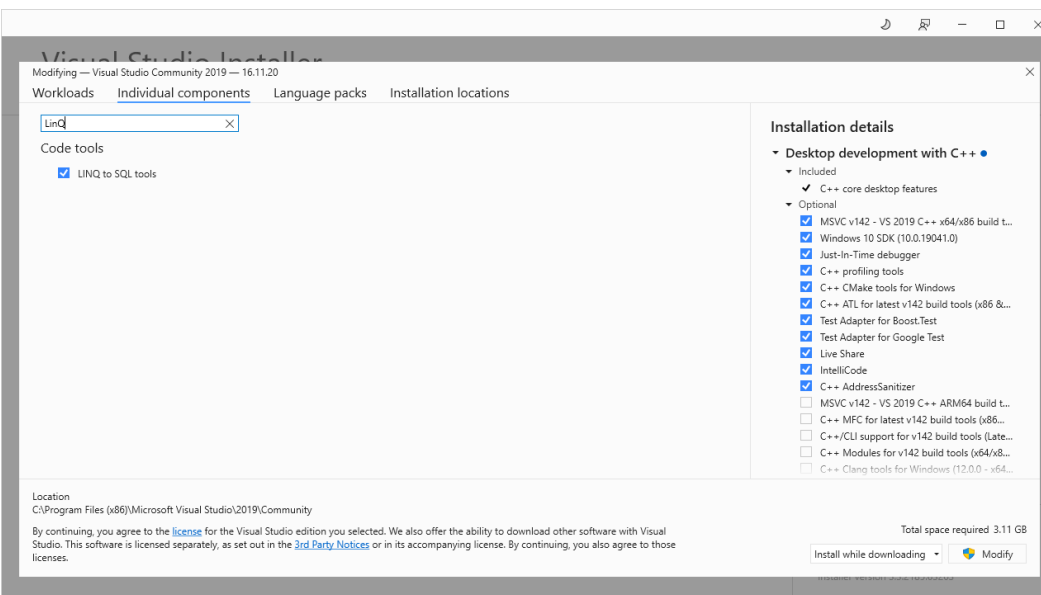 Visual Studio Installer
Modifying — Visual Studio Community 2019 — 16.11.20
Workloads Individual components Language packs Installation locations
LinQ
Code tools
LINQ to SQL tools
Installation details
Desktop development with C++
Included
C++ core desktop features
Optional
MSVC v142 - VS 2019 C++ x64/x86 build t...
Windows 10 SDK (10.0.19041.0)
Just-In-Time debugger
C++ profiling tools
C++ CMake tools for Windows
C++ ATL for latest v142 build tools (x86 &...
Test Adapter for Boost.Test
Test Adapter for Google Test
Live Share
IntelliCode
C++ AddressSanitizer
MSVC v142 - VS 2019 C++ ARM64 build t...
C++ MFC for latest v142 build tools (x86...
C++/CLI support for v142 build tools (Late...
C++ Modules for v142 build tools (x64/x8...
C++ Clang tools for Windows (12.0.0 - x64...
Location
C:\Program Files (x86)\Microsoft Visual Studio\2019\Community
By continuing, you agree to the license for the Visual Studio edition you selected. We also offer the ability to download other software with Visual
Studio. This software is licensed separately, as set out in the 3rd Party Notices or in its accompanying license. By continuing, you also agree to those
licenses.
Total space required 3.11 GB
Install while downloading Modify
Installer version